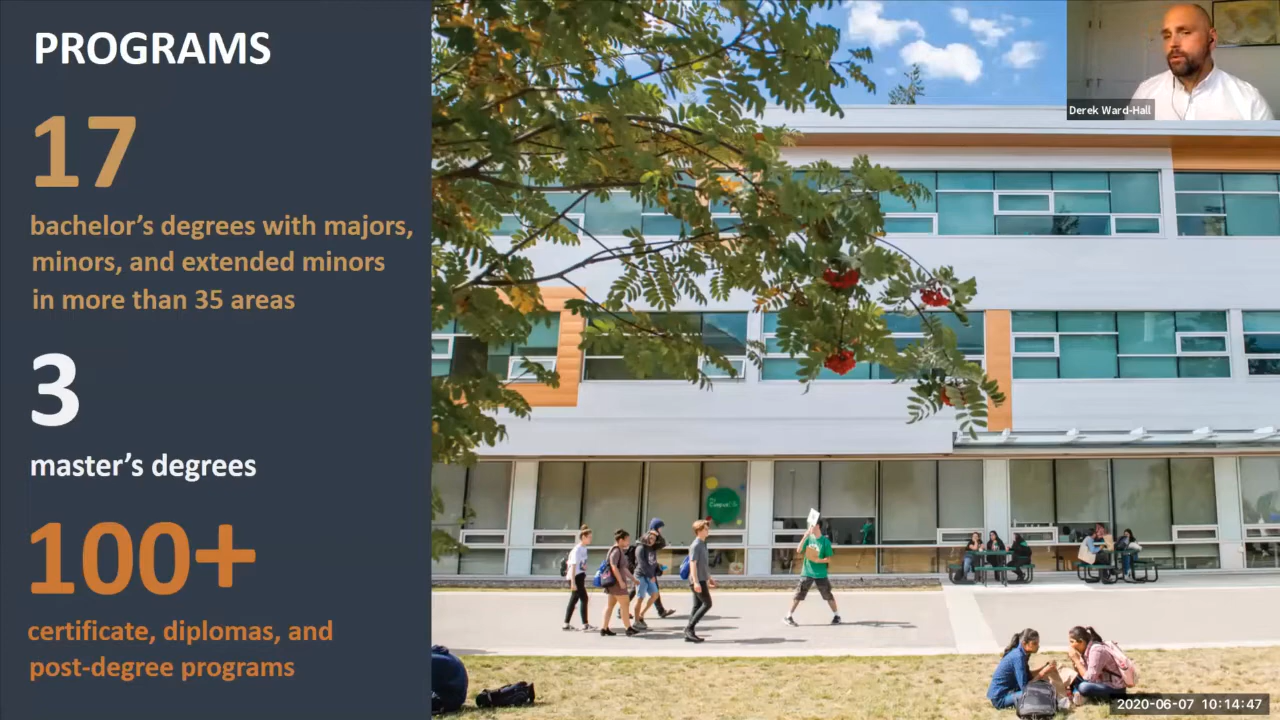 PROGRAMS
17
bachelor's degrees with majors,
minors, and extended minors
in more than 35 areas
3
master's degrees
100+
certificate, diplomas, and
post-degree programs
Derek Ward-Hall
2020-06-07 10:14:47